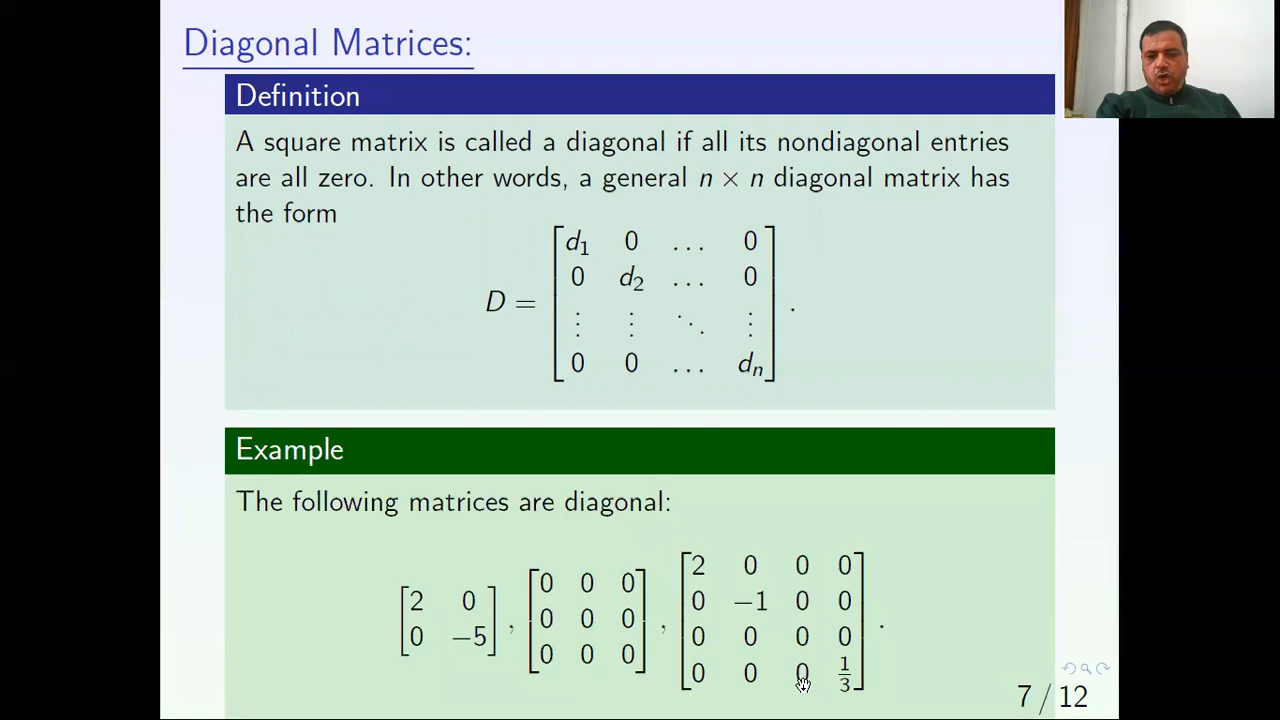 Diagonal Matrices:
Definition
A square matrix is called a diagonal if all its nondiagonal entries
are all zero. In other words, a general n × n diagonal matrix has
the form
D = [d₁ 0 … 0
0 d₂ … 0
⋮ ⋮ ⋱ ⋮
0 0 … dₙ] .
Example
The following matrices are diagonal:
[2 0
0 −5] ,
[0 0 0
0 0 0
0 0 0] ,
[2 0 0 0
0 −1 0 0
0 0 0 0
0 0 0 1/3] .
7 / 12